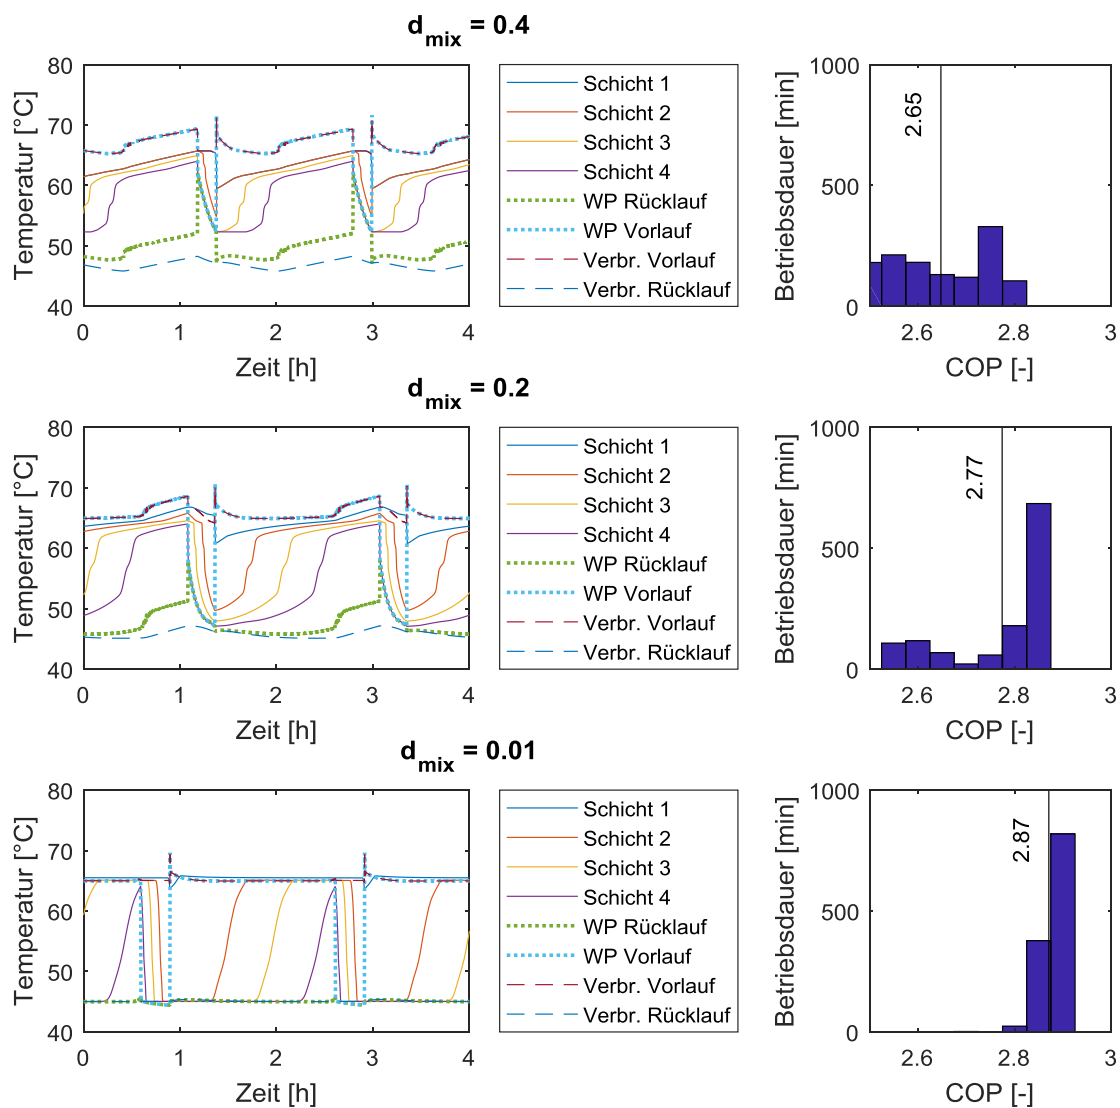 d_mix = 0.4
Temperatur [°C]
80
70
60
50
40
0
1
2
3
4
Zeit [h]
Schicht 1
Schicht 2
Schicht 3
Schicht 4
WP Rücklauf
WP Vorlauf
Verbr. Vorlauf
Verbr. Rücklauf
Betriebsdauer [min]
1000
500
0
2.65
2.6
2.8
3
COP [-]
d_mix = 0.2
Temperatur [°C]
80
70
60
50
40
0
1
2
3
4
Zeit [h]
Schicht 1
Schicht 2
Schicht 3
Schicht 4
WP Rücklauf
WP Vorlauf
Verbr. Vorlauf
Verbr. Rücklauf
Betriebsdauer [min]
1000
500
0
2.77
2.6
2.8
3
COP [-]
d_mix = 0.01
Temperatur [°C]
80
70
60
50
40
0
1
2
3
4
Zeit [h]
Schicht 1
Schicht 2
Schicht 3
Schicht 4
WP Rücklauf
WP Vorlauf
Verbr. Vorlauf
Verbr. Rücklauf
Betriebsdauer [min]
1000
500
0
2.87
2.6
2.8
3
COP [-]